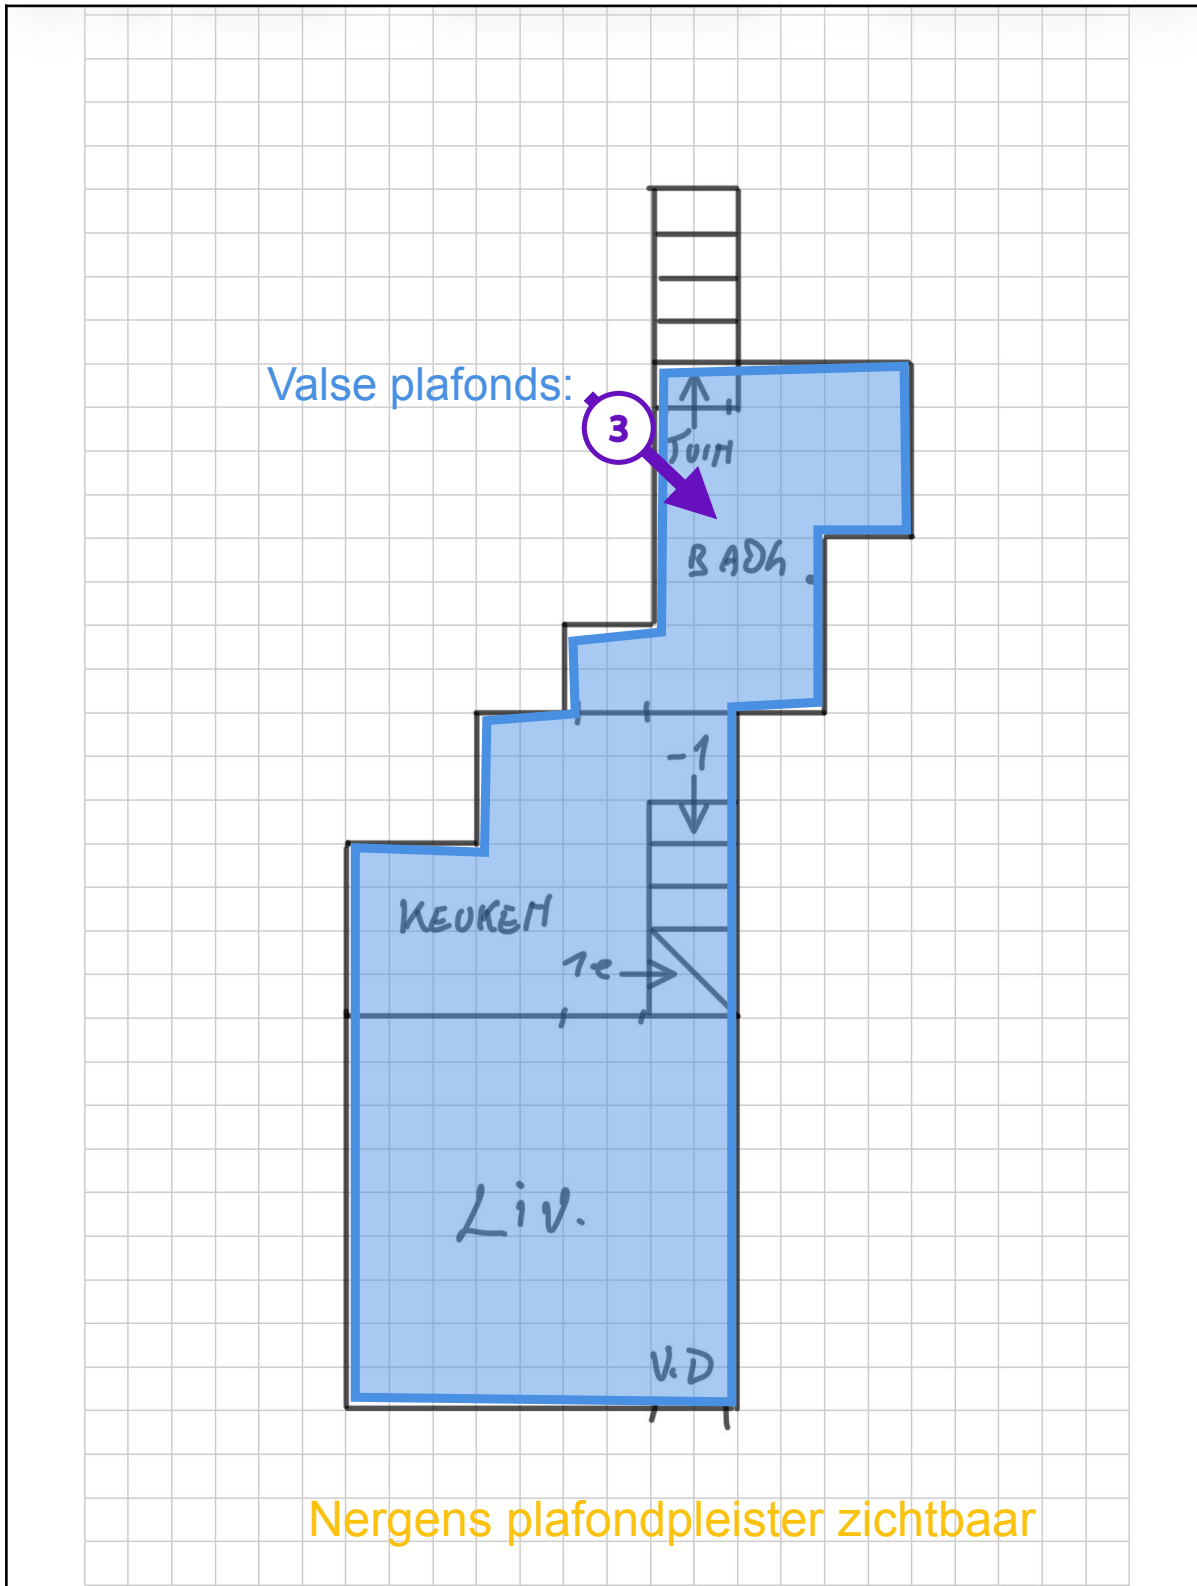 Valse plafonds:
3
Tuin
BADK.
-1
KEUKEN
1e
Liv.
V.D
Nergens plafondpleister zichtbaar